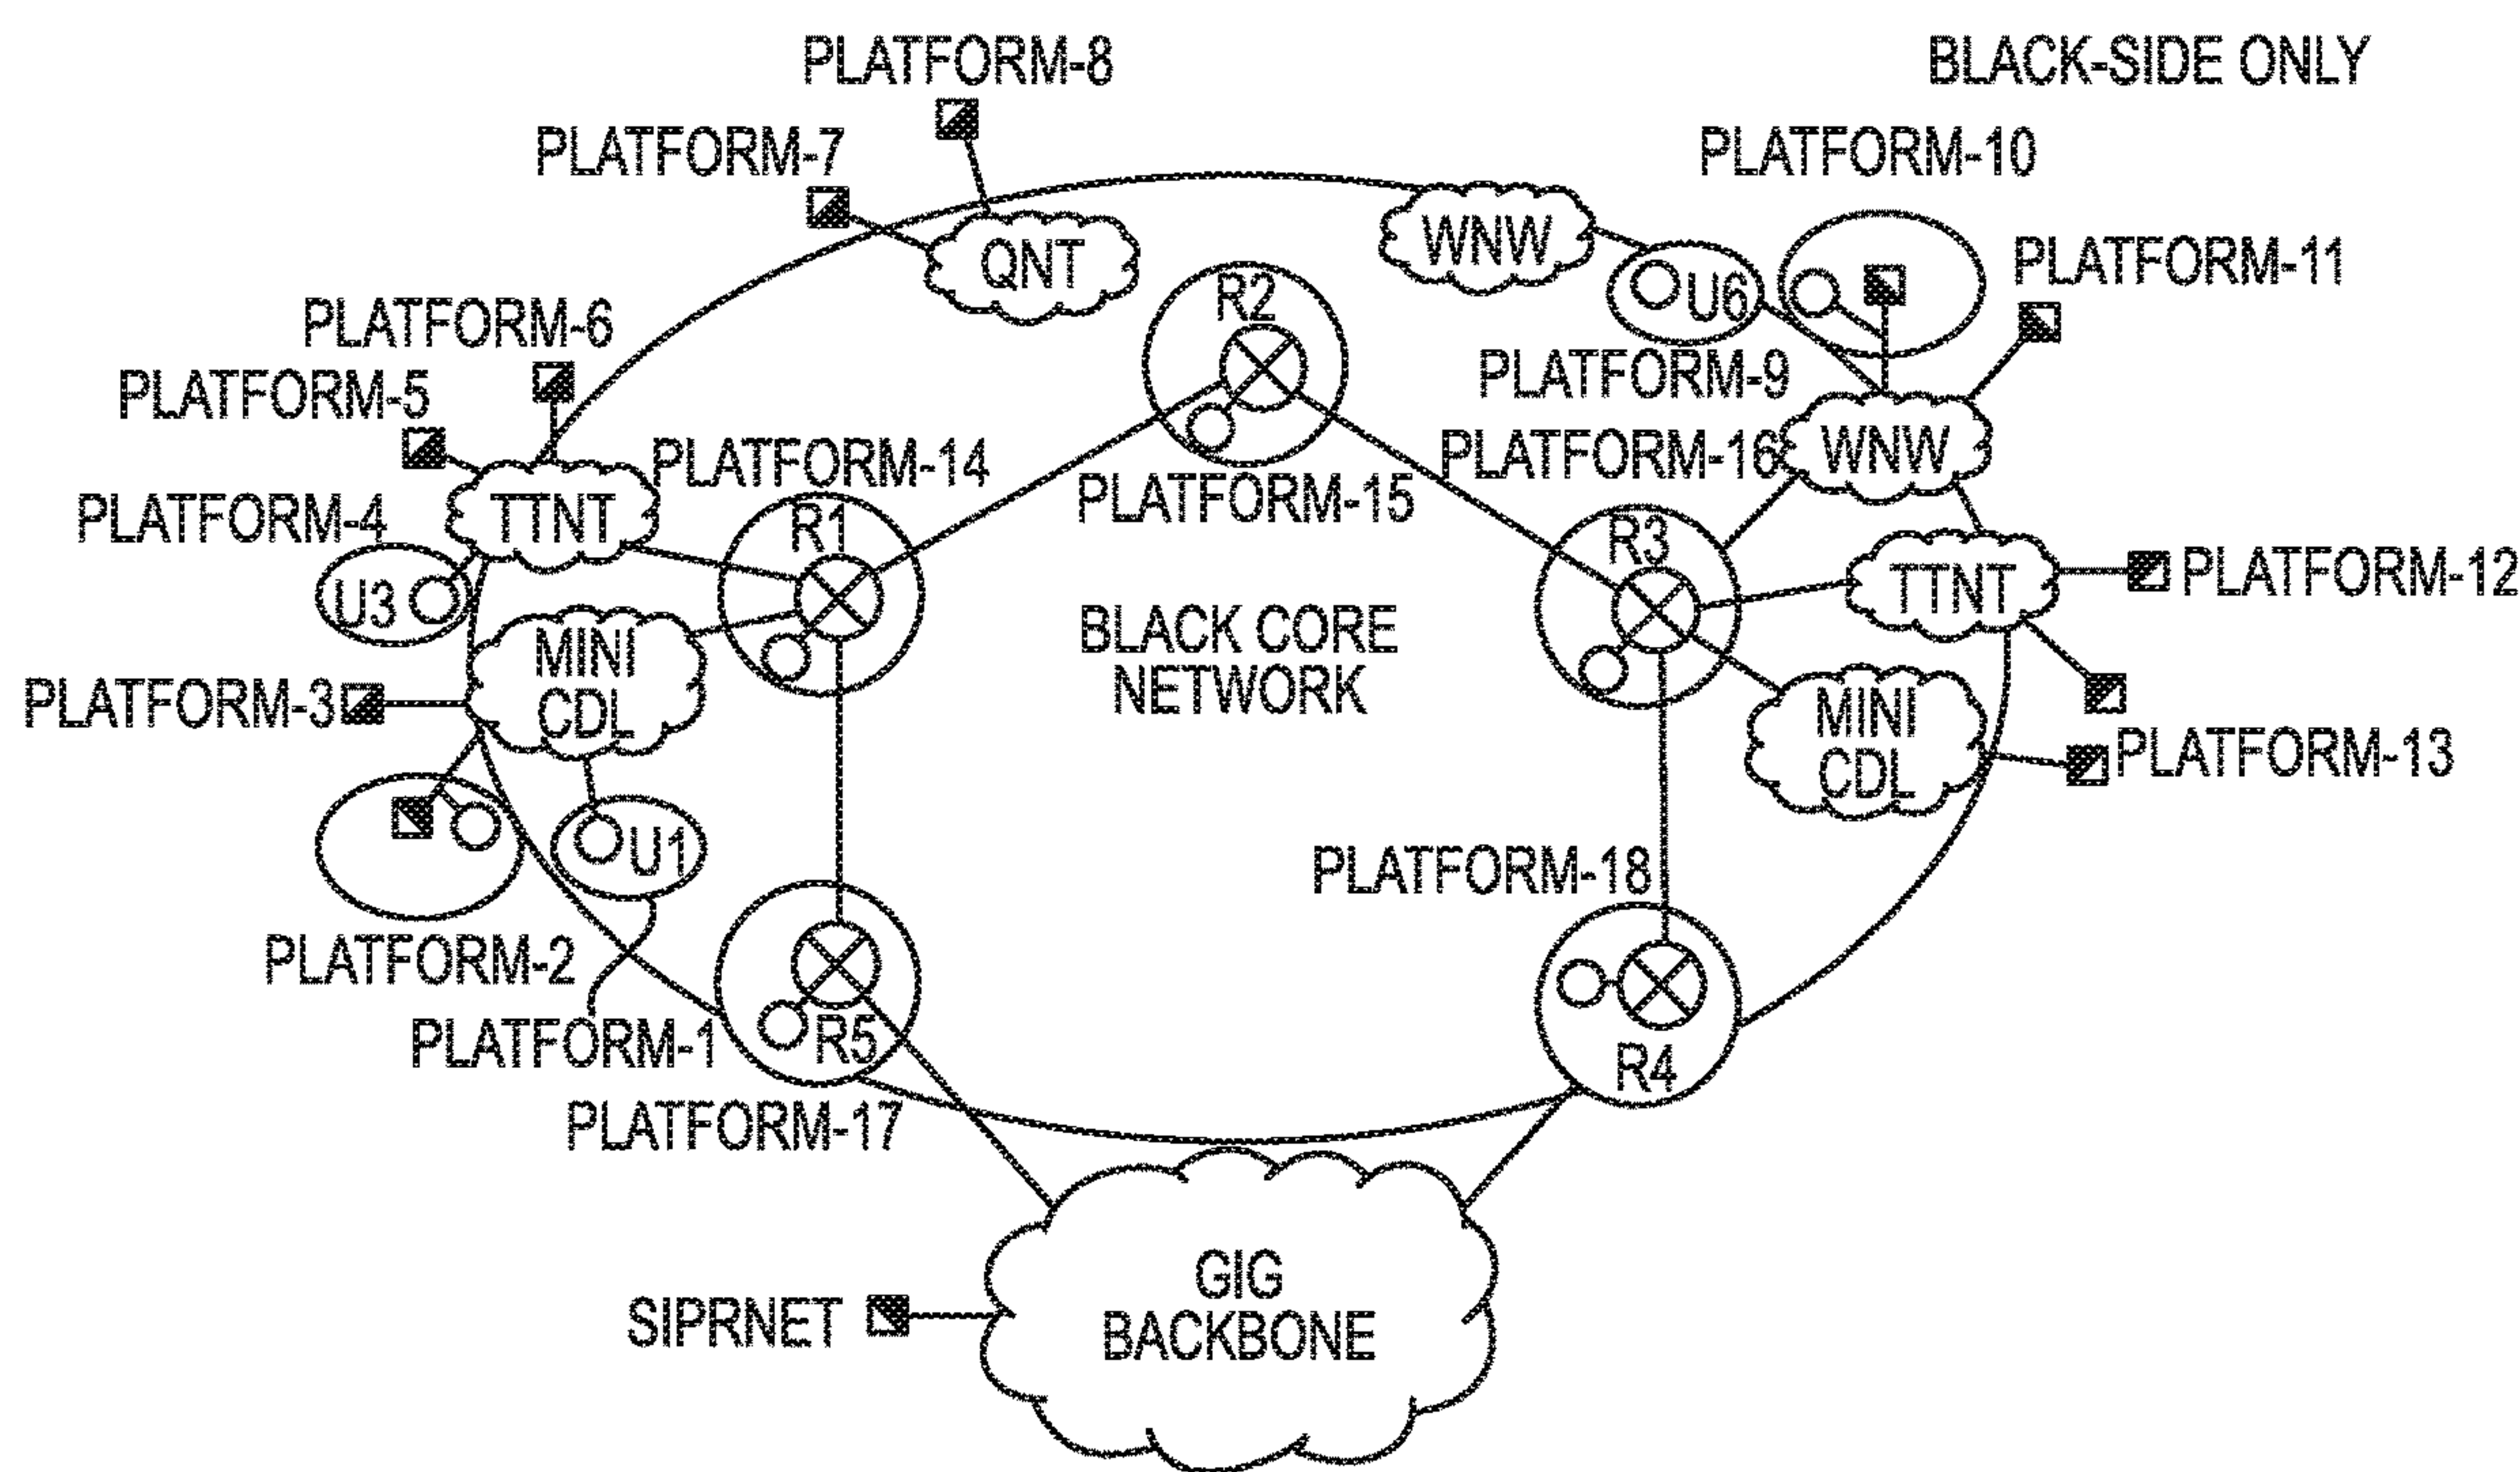 PLATFORM-8
BLACK-SIDE ONLY
PLATFORM-7
PLATFORM-10
WNW
QNT
PLATFORM-11
R2
U6
PLATFORM-6
PLATFORM-9
PLATFORM-5
PLATFORM-14
PLATFORM-16
WNW
PLATFORM-15
PLATFORM-4
TTNT
R1
R3
TTNT
PLATFORM-12
U3
BLACK CORE
NETWORK
MINI
CDL
PLATFORM-3
MINI
CDL
PLATFORM-13
U1
PLATFORM-18
PLATFORM-2
PLATFORM-1
R5
R4
PLATFORM-17
GIG
BACKBONE
SIPRNET